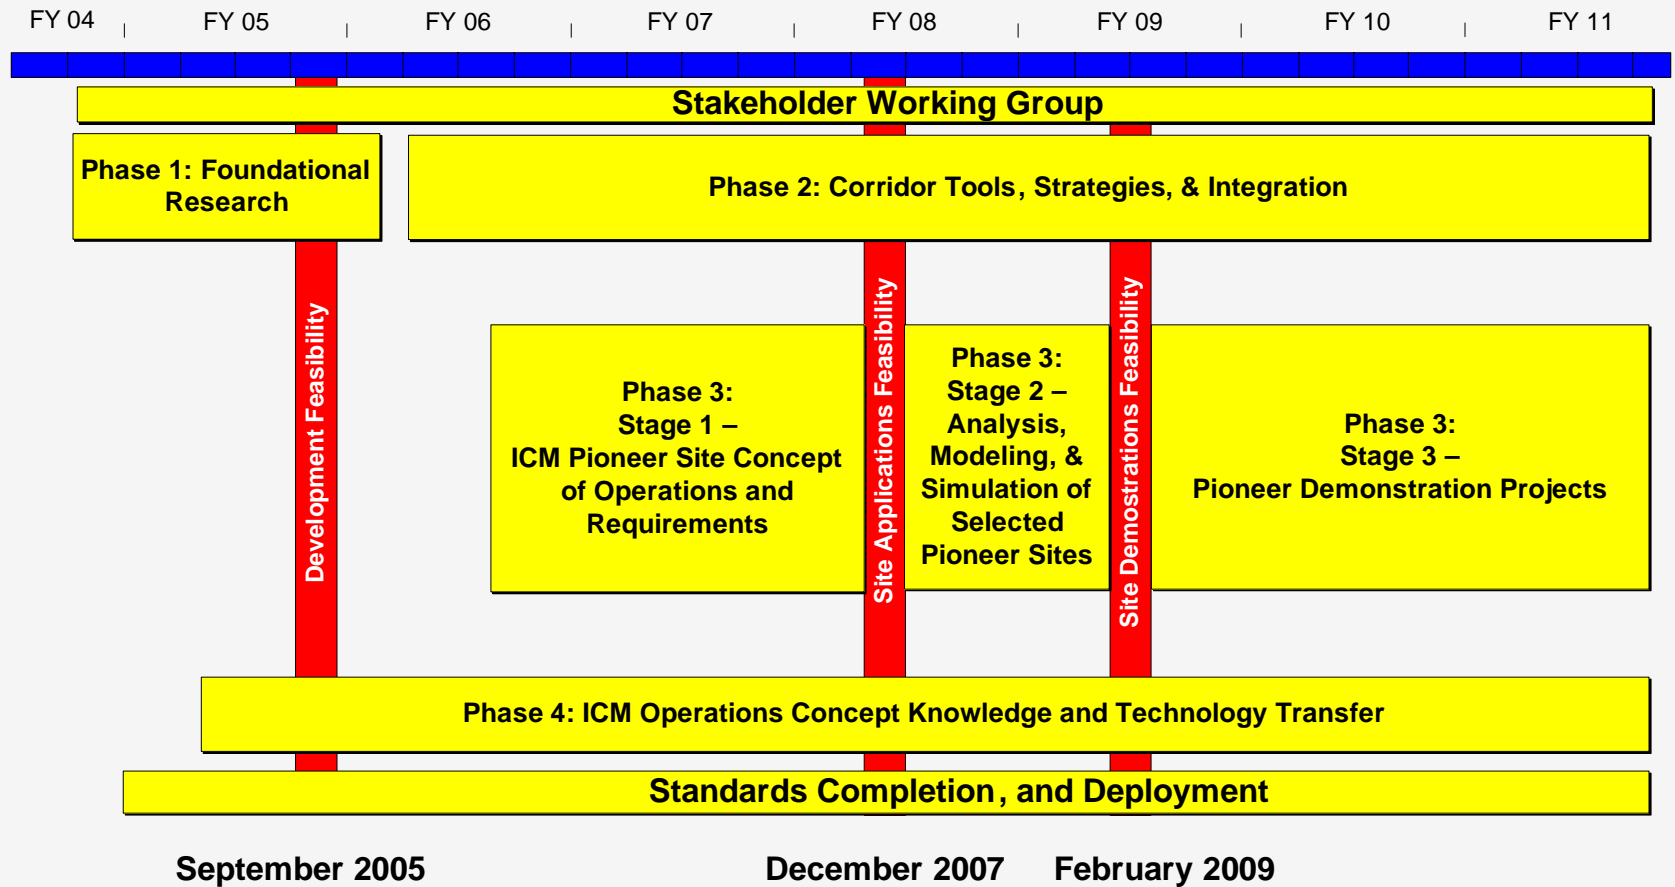 FY 04
FY 05
FY 06
FY 07
FY 08
FY 09
FY 10
FY 11
Stakeholder Working Group
Phase 1: Foundational
Research
Phase 2: Corridor Tools, Strategies, & Integration
Development Feasibility
Phase 3:
Stage 1 –
ICM Pioneer Site Concept
of Operations and
Requirements
Site Applications Feasibility
Phase 3:
Stage 2 –
Analysis,
Modeling, &
Simulation of
Selected
Pioneer Sites
Site Demostrations Feasibility
Phase 3:
Stage 3 –
Pioneer Demonstration Projects
Phase 4: ICM Operations Concept Knowledge and Technology Transfer
Standards Completion, and Deployment
September 2005
December 2007
February 2009